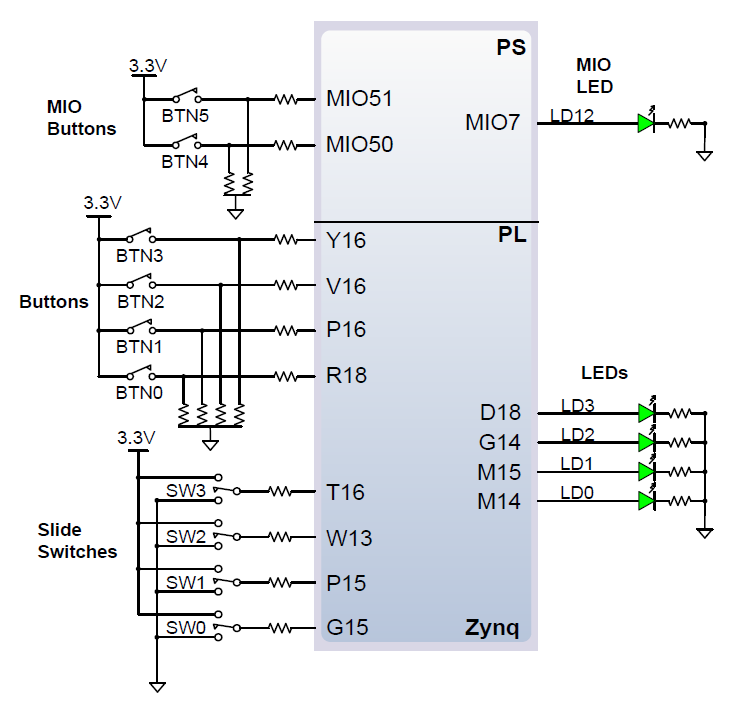 PS
MIO
LED
3.3V
MIO
Buttons
BTN5
MIO51
BTN4
MIO50
MIO7
LD12
3.3V
PL
Buttons
BTN3
Y16
BTN2
V16
BTN1
P16
BTN0
R18
LEDs
D18
LD3
G14
LD2
M15
LD1
M14
LD0
3.3V
Slide
Switches
SW3
T16
SW2
W13
SW1
P15
SW0
G15
Zynq